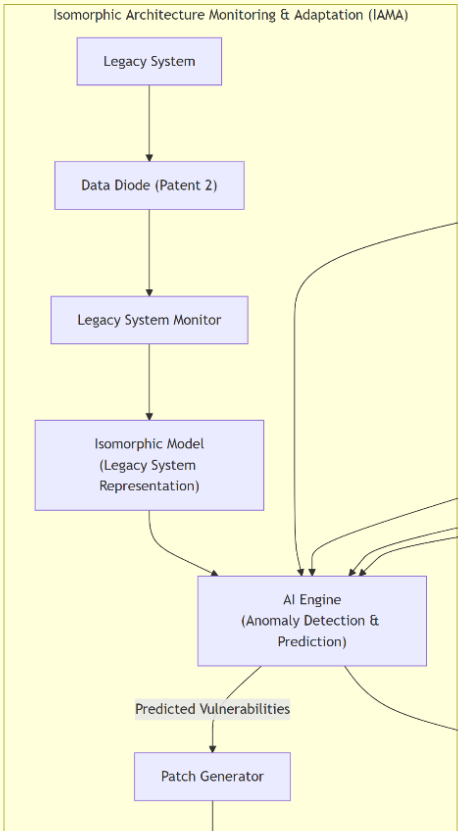 Isomorphic Architecture Monitoring & Adaptation (IAMA)
Legacy System
Data Diode (Patent 2)
Legacy System Monitor
Isomorphic Model
(Legacy System
Representation)
AI Engine
(Anomaly Detection &
Prediction)
Predicted Vulnerabilities
Patch Generator